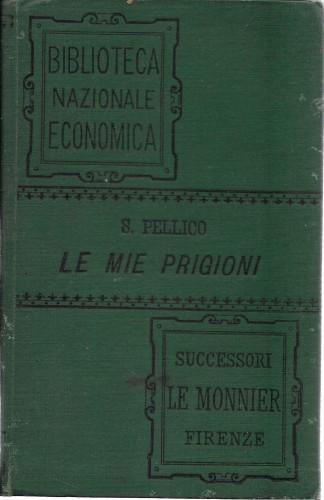 BIBLIOTECA
NAZIONALE
ECONOMICA
S. PELLICO
LE MIE PRIGIONI
SUCCESSORI
LE MONNIER
FIRENZE